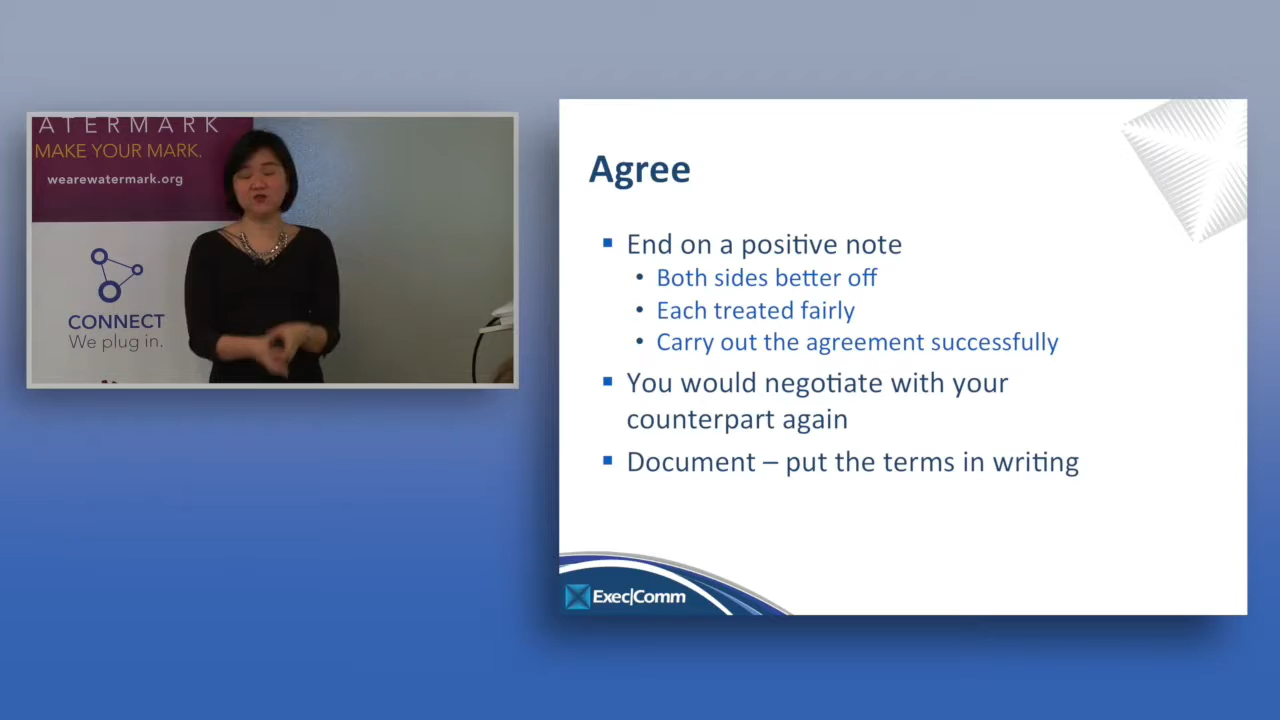 ATERMARK
MAKE YOUR MARK.
wearewatermark.org
CONNECT
We plug in.
Agree
▪ End on a positive note
• Both sides better off
• Each treated fairly
• Carry out the agreement successfully
▪ You would negotiate with your
counterpart again
▪ Document – put the terms in writing
Exec|Comm